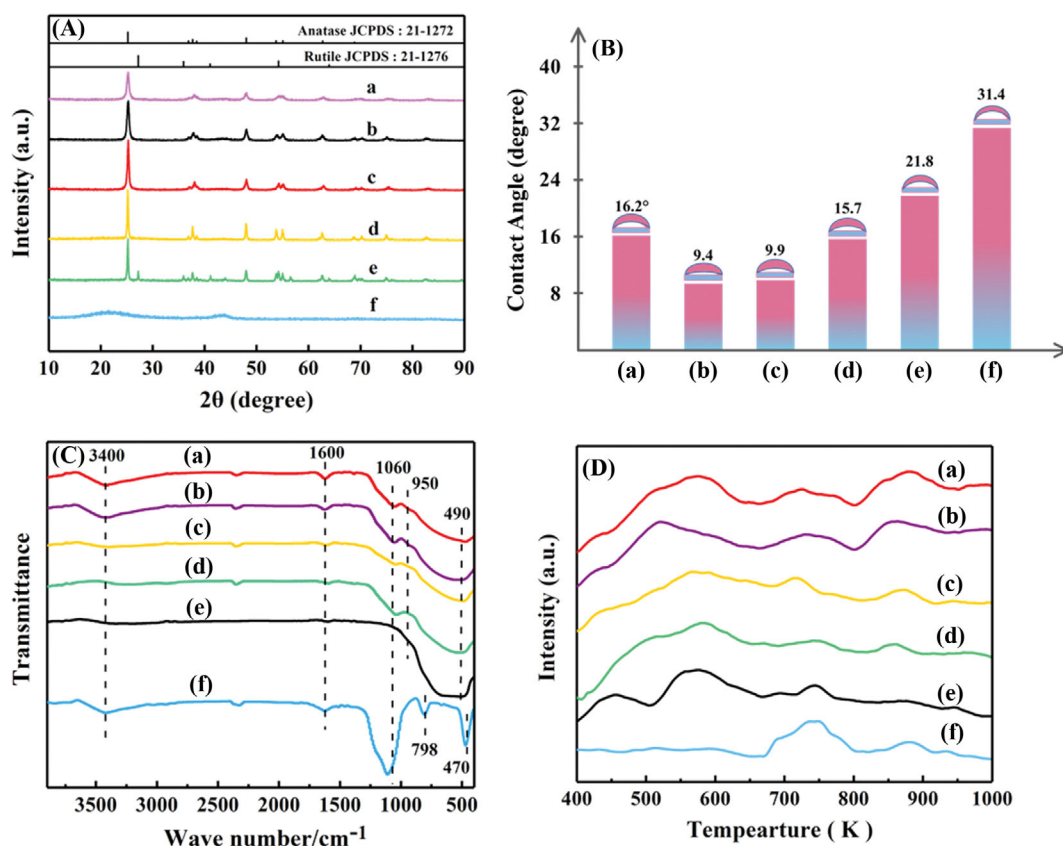 (A)
Anatase JCPDS : 21-1272
Rutile JCPDS : 21-1276
a
b
c
d
e
f
Intensity (a.u.)
10 20 30 40 50 60 70 80 90
2θ (degree)
(B)
40
32
24
16
8
Contact Angle (degree)
16.2°
9.4
9.9
15.7
21.8
31.4
(a) (b) (c) (d) (e) (f)
(C)
3400
1600
1060
950
490
(a)
(b)
(c)
(d)
(e)
(f)
798
470
Transmittance
3500 3000 2500 2000 1500 1000 500
Wave number/cm⁻¹
(D)
(a)
(b)
(c)
(d)
(e)
(f)
Intensity (a.u.)
400 500 600 700 800 900 1000
Tempearture ( K )